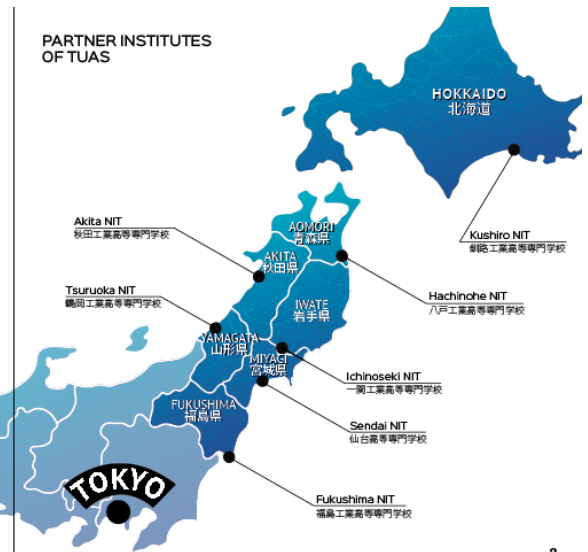 PARTNER INSTITUTES
OF TUAS
HOKKAIDO
北海道
Kushiro NIT
釧路工業高等専門学校
AOMORI
青森県
Akita NIT
秋田工業高等専門学校
AKITA
秋田県
Hachinohe NIT
八戸工業高等専門学校
Tsuruoka NIT
鶴岡工業高等専門学校
IWATE
岩手県
YAMAGATA
山形県
MIYAGI
宮城県
Ichinoseki NIT
一関工業高等専門学校
FUKUSHIMA
福島県
Sendai NIT
仙台高等専門学校
TOKYO
Fukushima NIT
福島工業高等専門学校